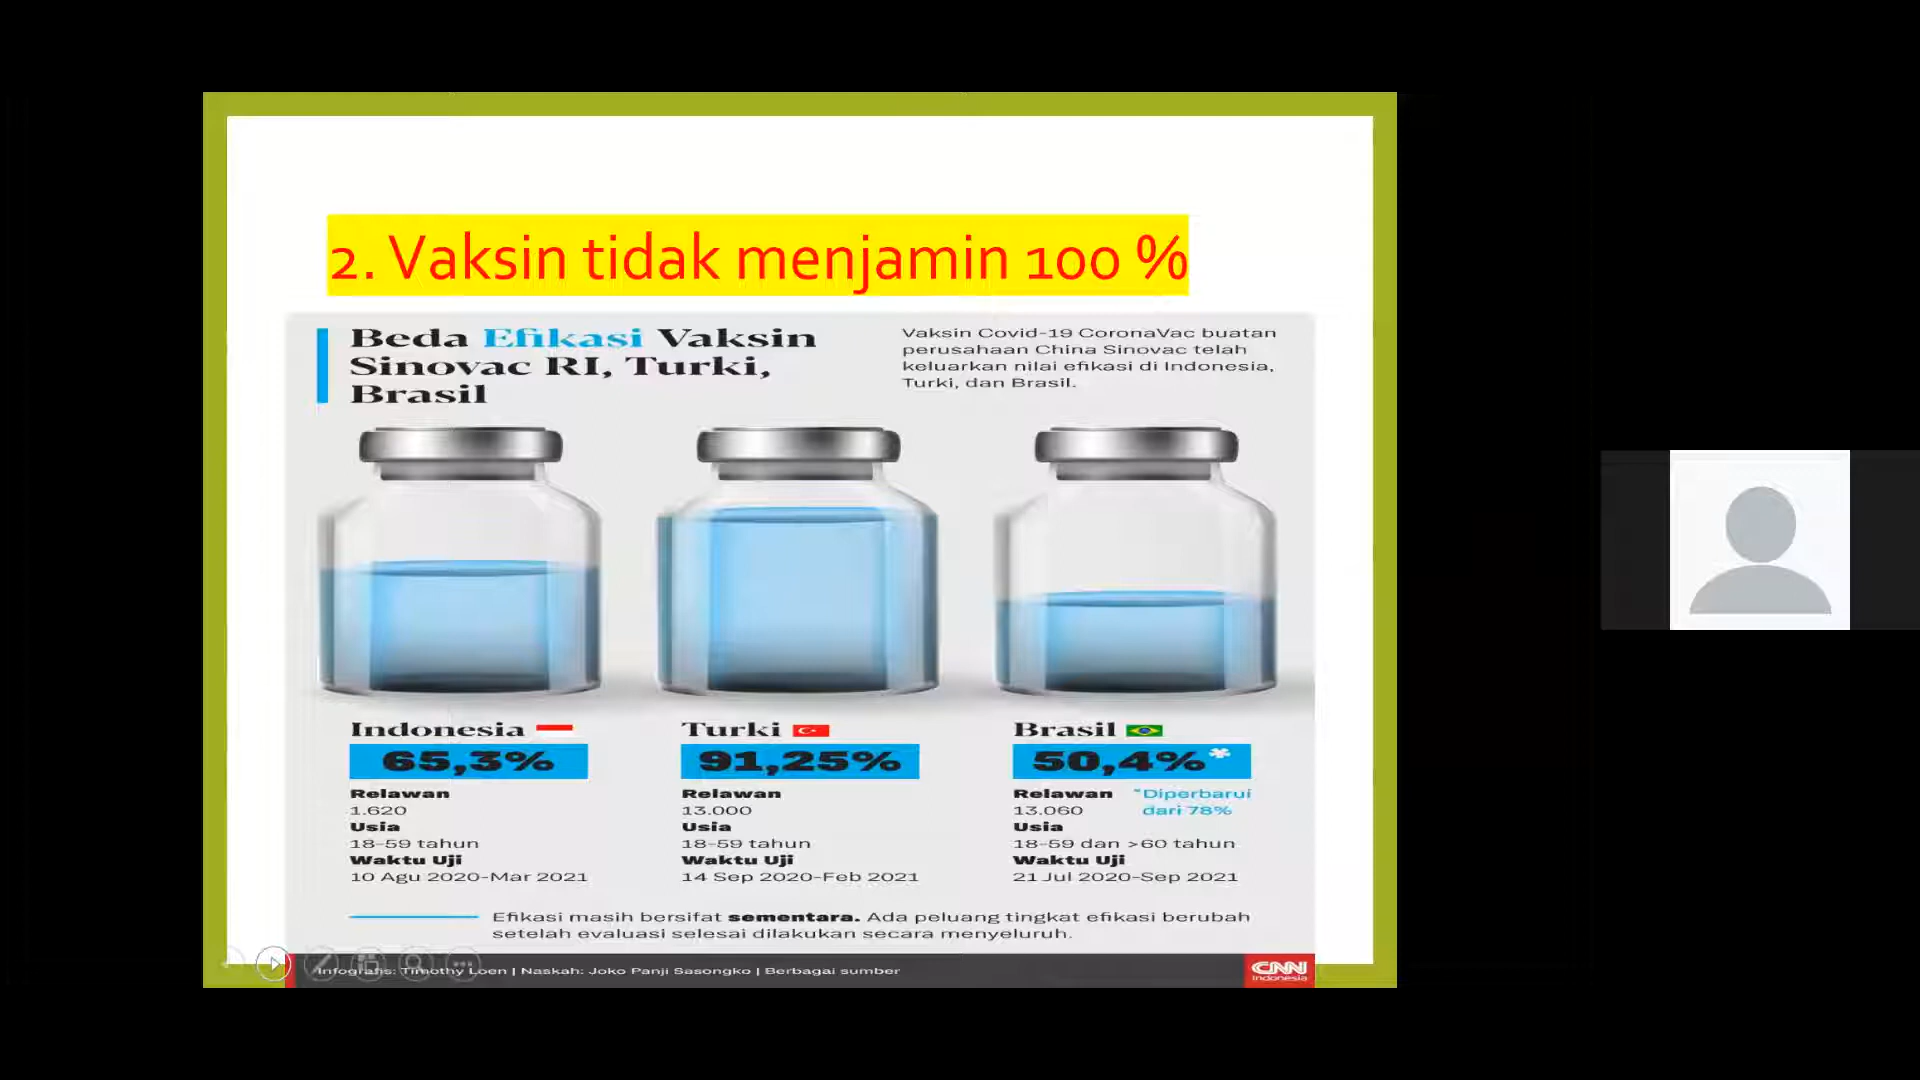 2. Vaksin tidak menjamin 100 %
Beda Efikasi Vaksin
Sinovac RI, Turki,
Brasil
Vaksin Covid-19 CoronaVac buatan
perusahaan China Sinovac telah
keluarkan nilai efikasi di Indonesia,
Turki, dan Brasil.
Indonesia
65,3%
Relawan
1.620
Usia
18-59 tahun
Waktu Uji
10 Agu 2020-Mar 2021
Turki
91,25%
Relawan
13.000
Usia
18-59 tahun
Waktu Uji
14 Sep 2020-Feb 2021
Brasil
50,4%*
Relawan
13.060
*Diperbarui
dari 78%
Usia
18-59 dan >60 tahun
Waktu Uji
21 Jul 2020-Sep 2021
Efikasi masih bersifat sementara. Ada peluang tingkat efikasi berubah
setelah evaluasi selesai dilakukan secara menyeluruh.
Infografis: Timothy Loen | Naskah: Joko Panji Sasongko | Berbagai sumber
CNN
Indonesia